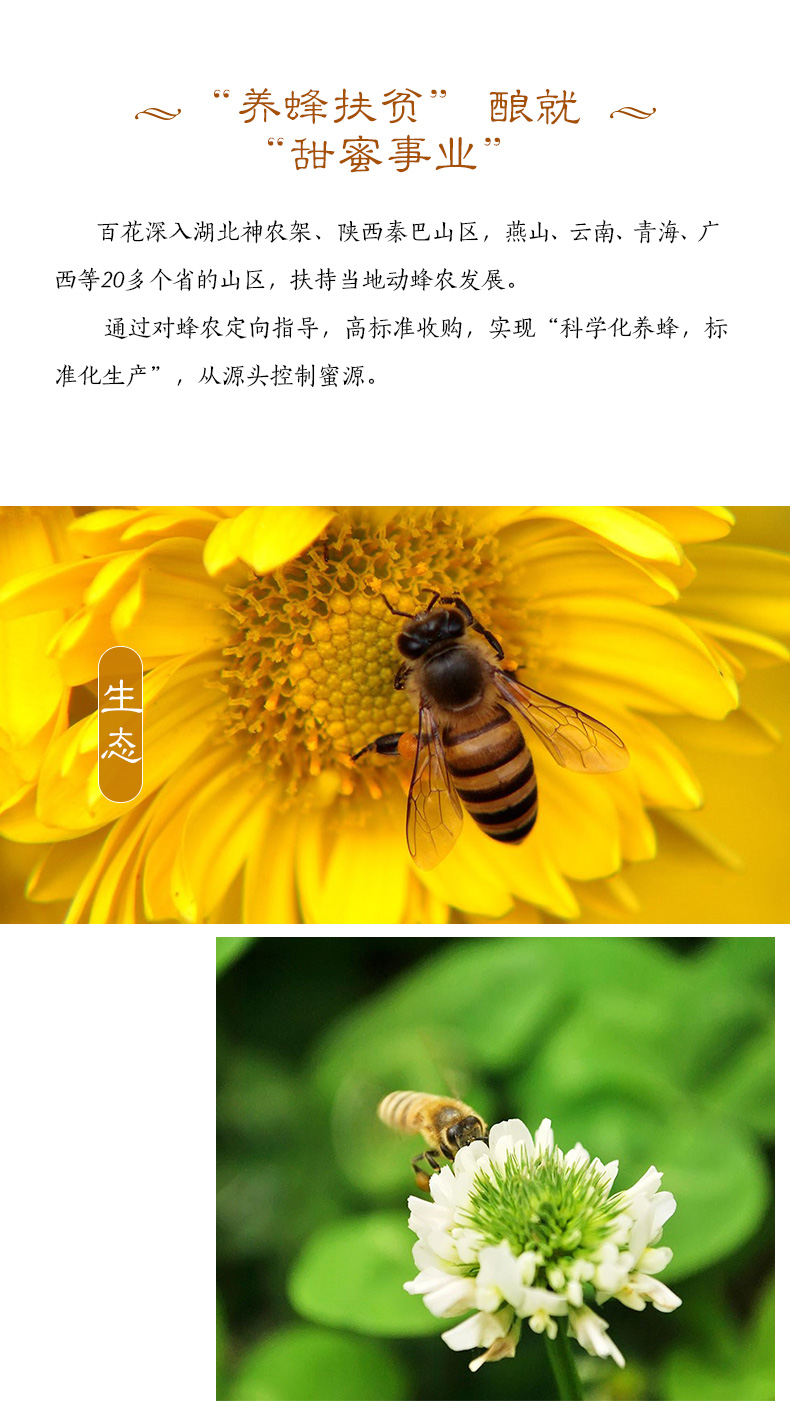 “养蜂扶贫” 酿就
“甜蜜事业”
百花深入湖北神农架、陕西秦巴山区，燕山、云南、青海、广
西等20多个省的山区，扶持当地动蜂农发展。
通过对蜂农定向指导，高标准收购，实现“科学化养蜂，标
准化生产”，从源头控制蜜源。
生态